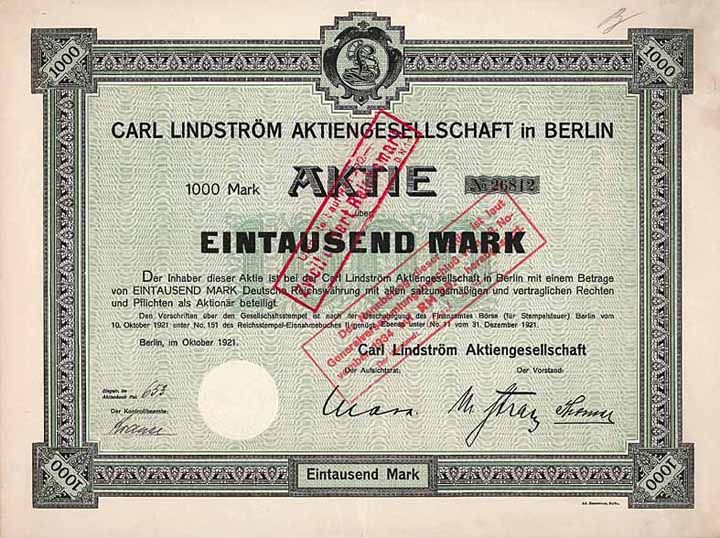 1000
1000
CARL LINDSTRÖM AKTIENGESELLSCHAFT in BERLIN
1000 Mark AKTIE No 26812
über
EINTAUSEND MARK
Der Inhaber dieser Aktie ist bei der Carl Lindström Aktiengesellschaft in Berlin mit einem Betrage
von EINTAUSEND MARK Deutsche Reichswährung mit allen satzungsmäßigen und vertraglichen Rechten
und Pflichten als Aktionär beteiligt.
Den Vorschriften über den Gesellschaftsstempel ist nach der Bescheinigung des Finanzamtes Börse (für Stempelsteuer) Berlin vom
10. Oktober 1921 unter No. 151 des Reichsstempel-Einnahmebuches II genügt. Ebenso unter No. 11 vom 31. Dezember 1921.
Berlin, im Oktober 1921.
Carl Lindström Aktiengesellschaft
Der Aufsichtsrat: Der Vorstand:
653
Der Kontrollbeamte:
1000
Eintausend Mark
1000